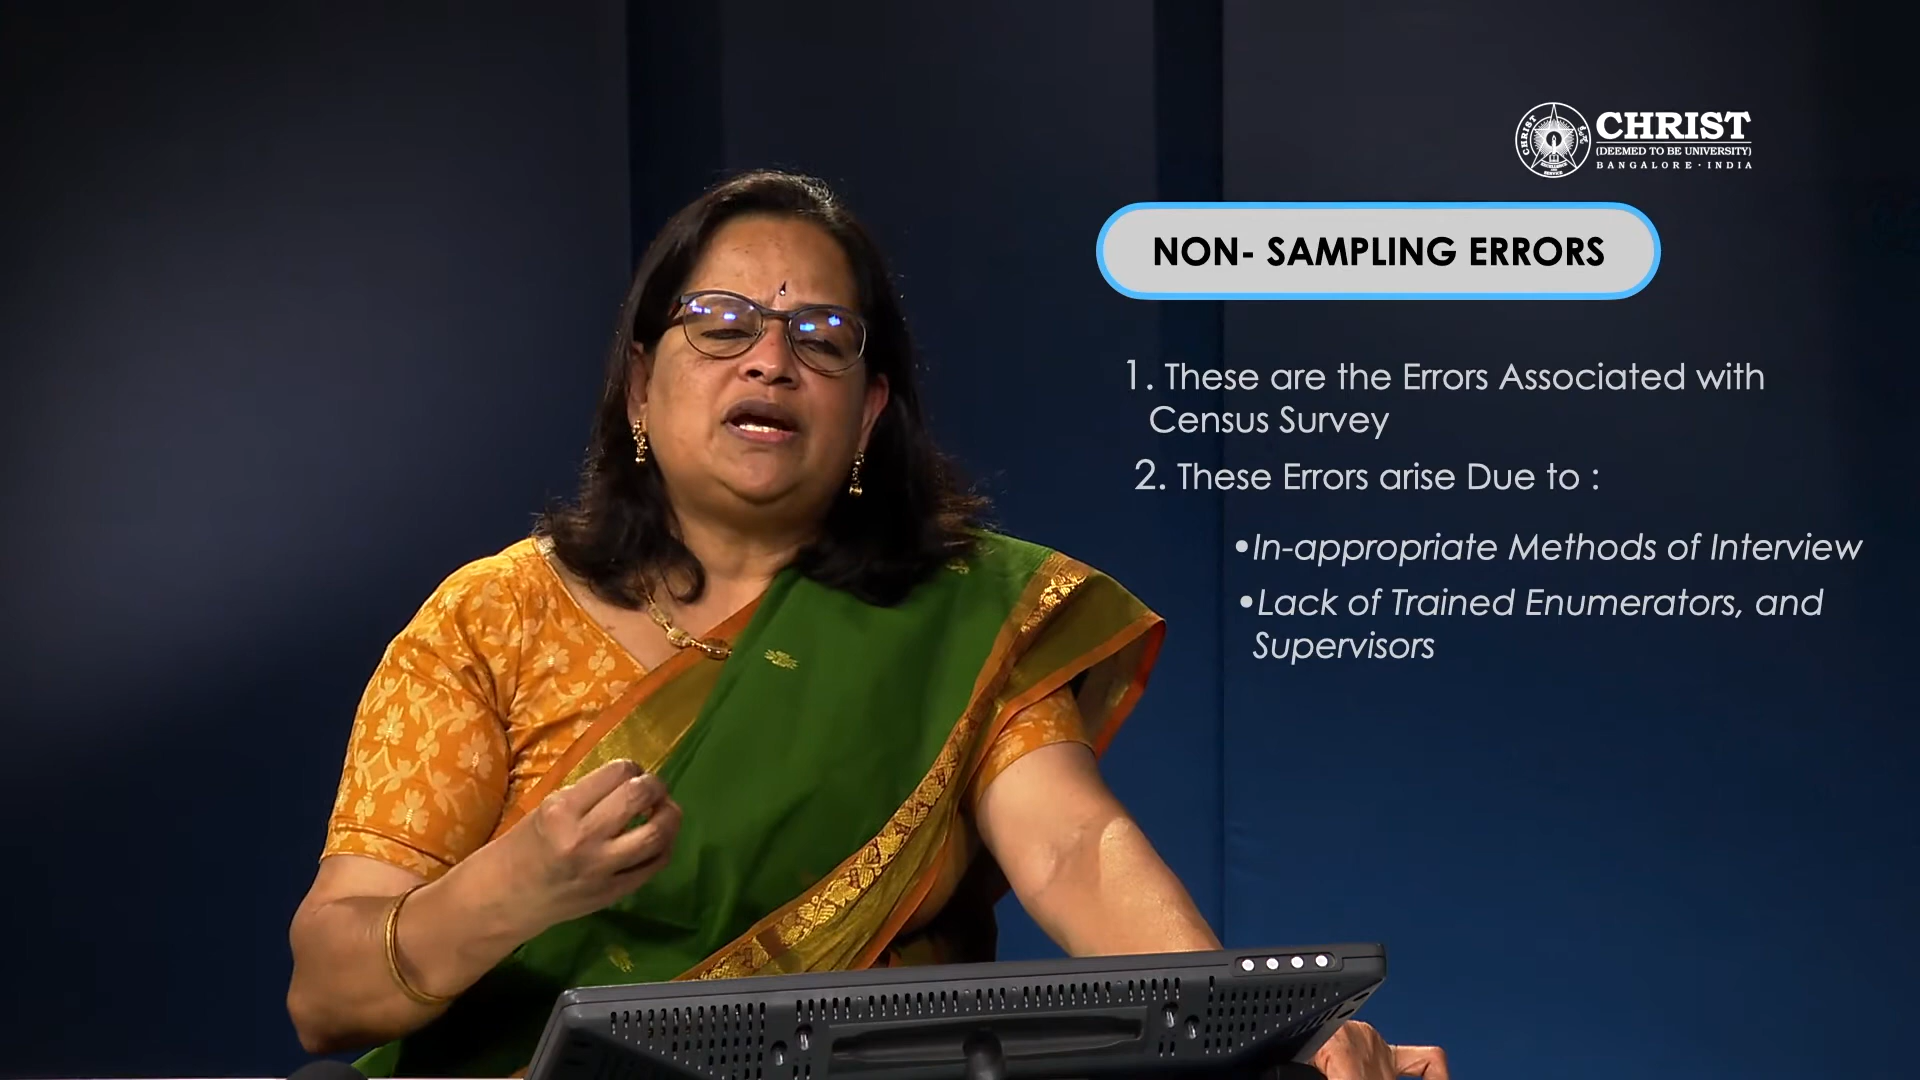 CHRIST
(DEEMED TO BE UNIVERSITY)
BANGALORE · INDIA
NON- SAMPLING ERRORS
1. These are the Errors Associated with
Census Survey
2. These Errors arise Due to :
•In-appropriate Methods of Interview
•Lack of Trained Enumerators, and
Supervisors